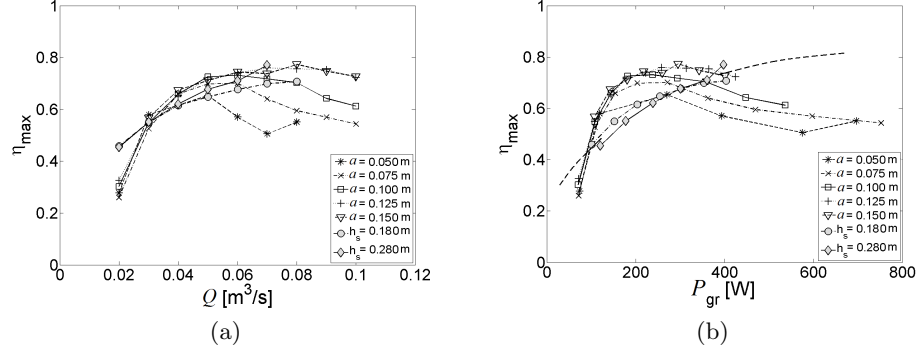 1
0.8
0.6
0.4
0.2
0
η_max
0 0.02 0.04 0.06 0.08 0.1 0.12
Q [m³/s]
a = 0.050 m
a = 0.075 m
a = 0.100 m
a = 0.125 m
a = 0.150 m
h_s = 0.180 m
h_s = 0.280 m
(a)
1
0.8
0.6
0.4
0.2
0
η_max
0 200 400 600 800
P_gr [W]
a = 0.050 m
a = 0.075 m
a = 0.100 m
a = 0.125 m
a = 0.150 m
h_s = 0.180 m
h_s = 0.280 m
(b)